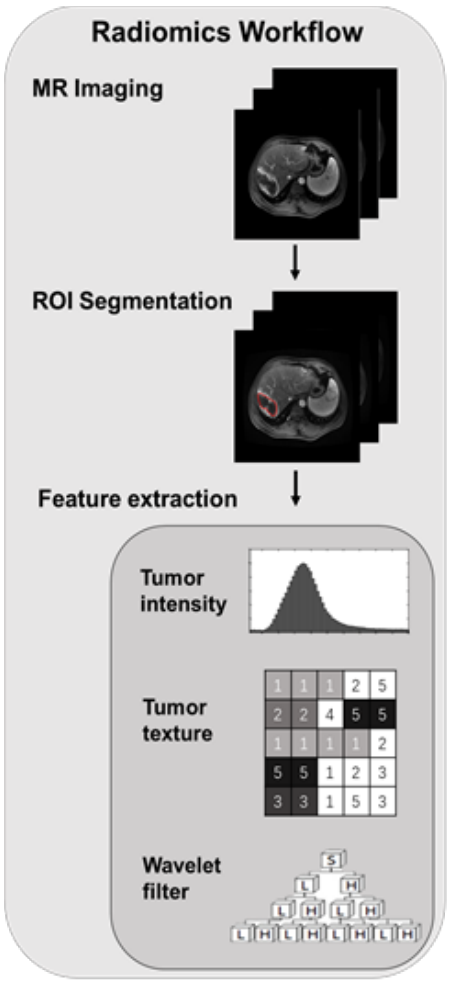 Radiomics Workflow
MR Imaging
ROI Segmentation
Feature extraction
Tumor
intensity
Tumor
texture
1 1 1 2 5
2 2 4 5 5
1 1 1 1 2
5 5 1 2 3
3 3 1 5 3
Wavelet
filter
S
L H
L H L H
L H L H L H L H